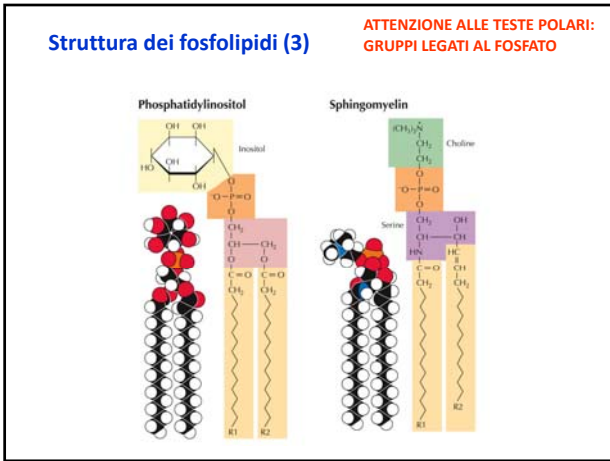 Struttura dei fosfolipidi (3)
ATTENZIONE ALLE TESTE POLARI:
GRUPPI LEGATI AL FOSFATO
Phosphatidylinositol
OH OH
Inositol
OH
HO
OH
O
⁻O—P=O
O
CH₂
CH—CH₂
O O
C=O C=O
CH₂ CH₂
R1 R2
Sphingomyelin
(CH₃)₃N⁺
CH₂
Choline
CH₂
O
⁻O—P=O
O
CH₂ OH
Serine
CH—CH
HN HC
C=O CH
CH₂ CH₂
R1
R2